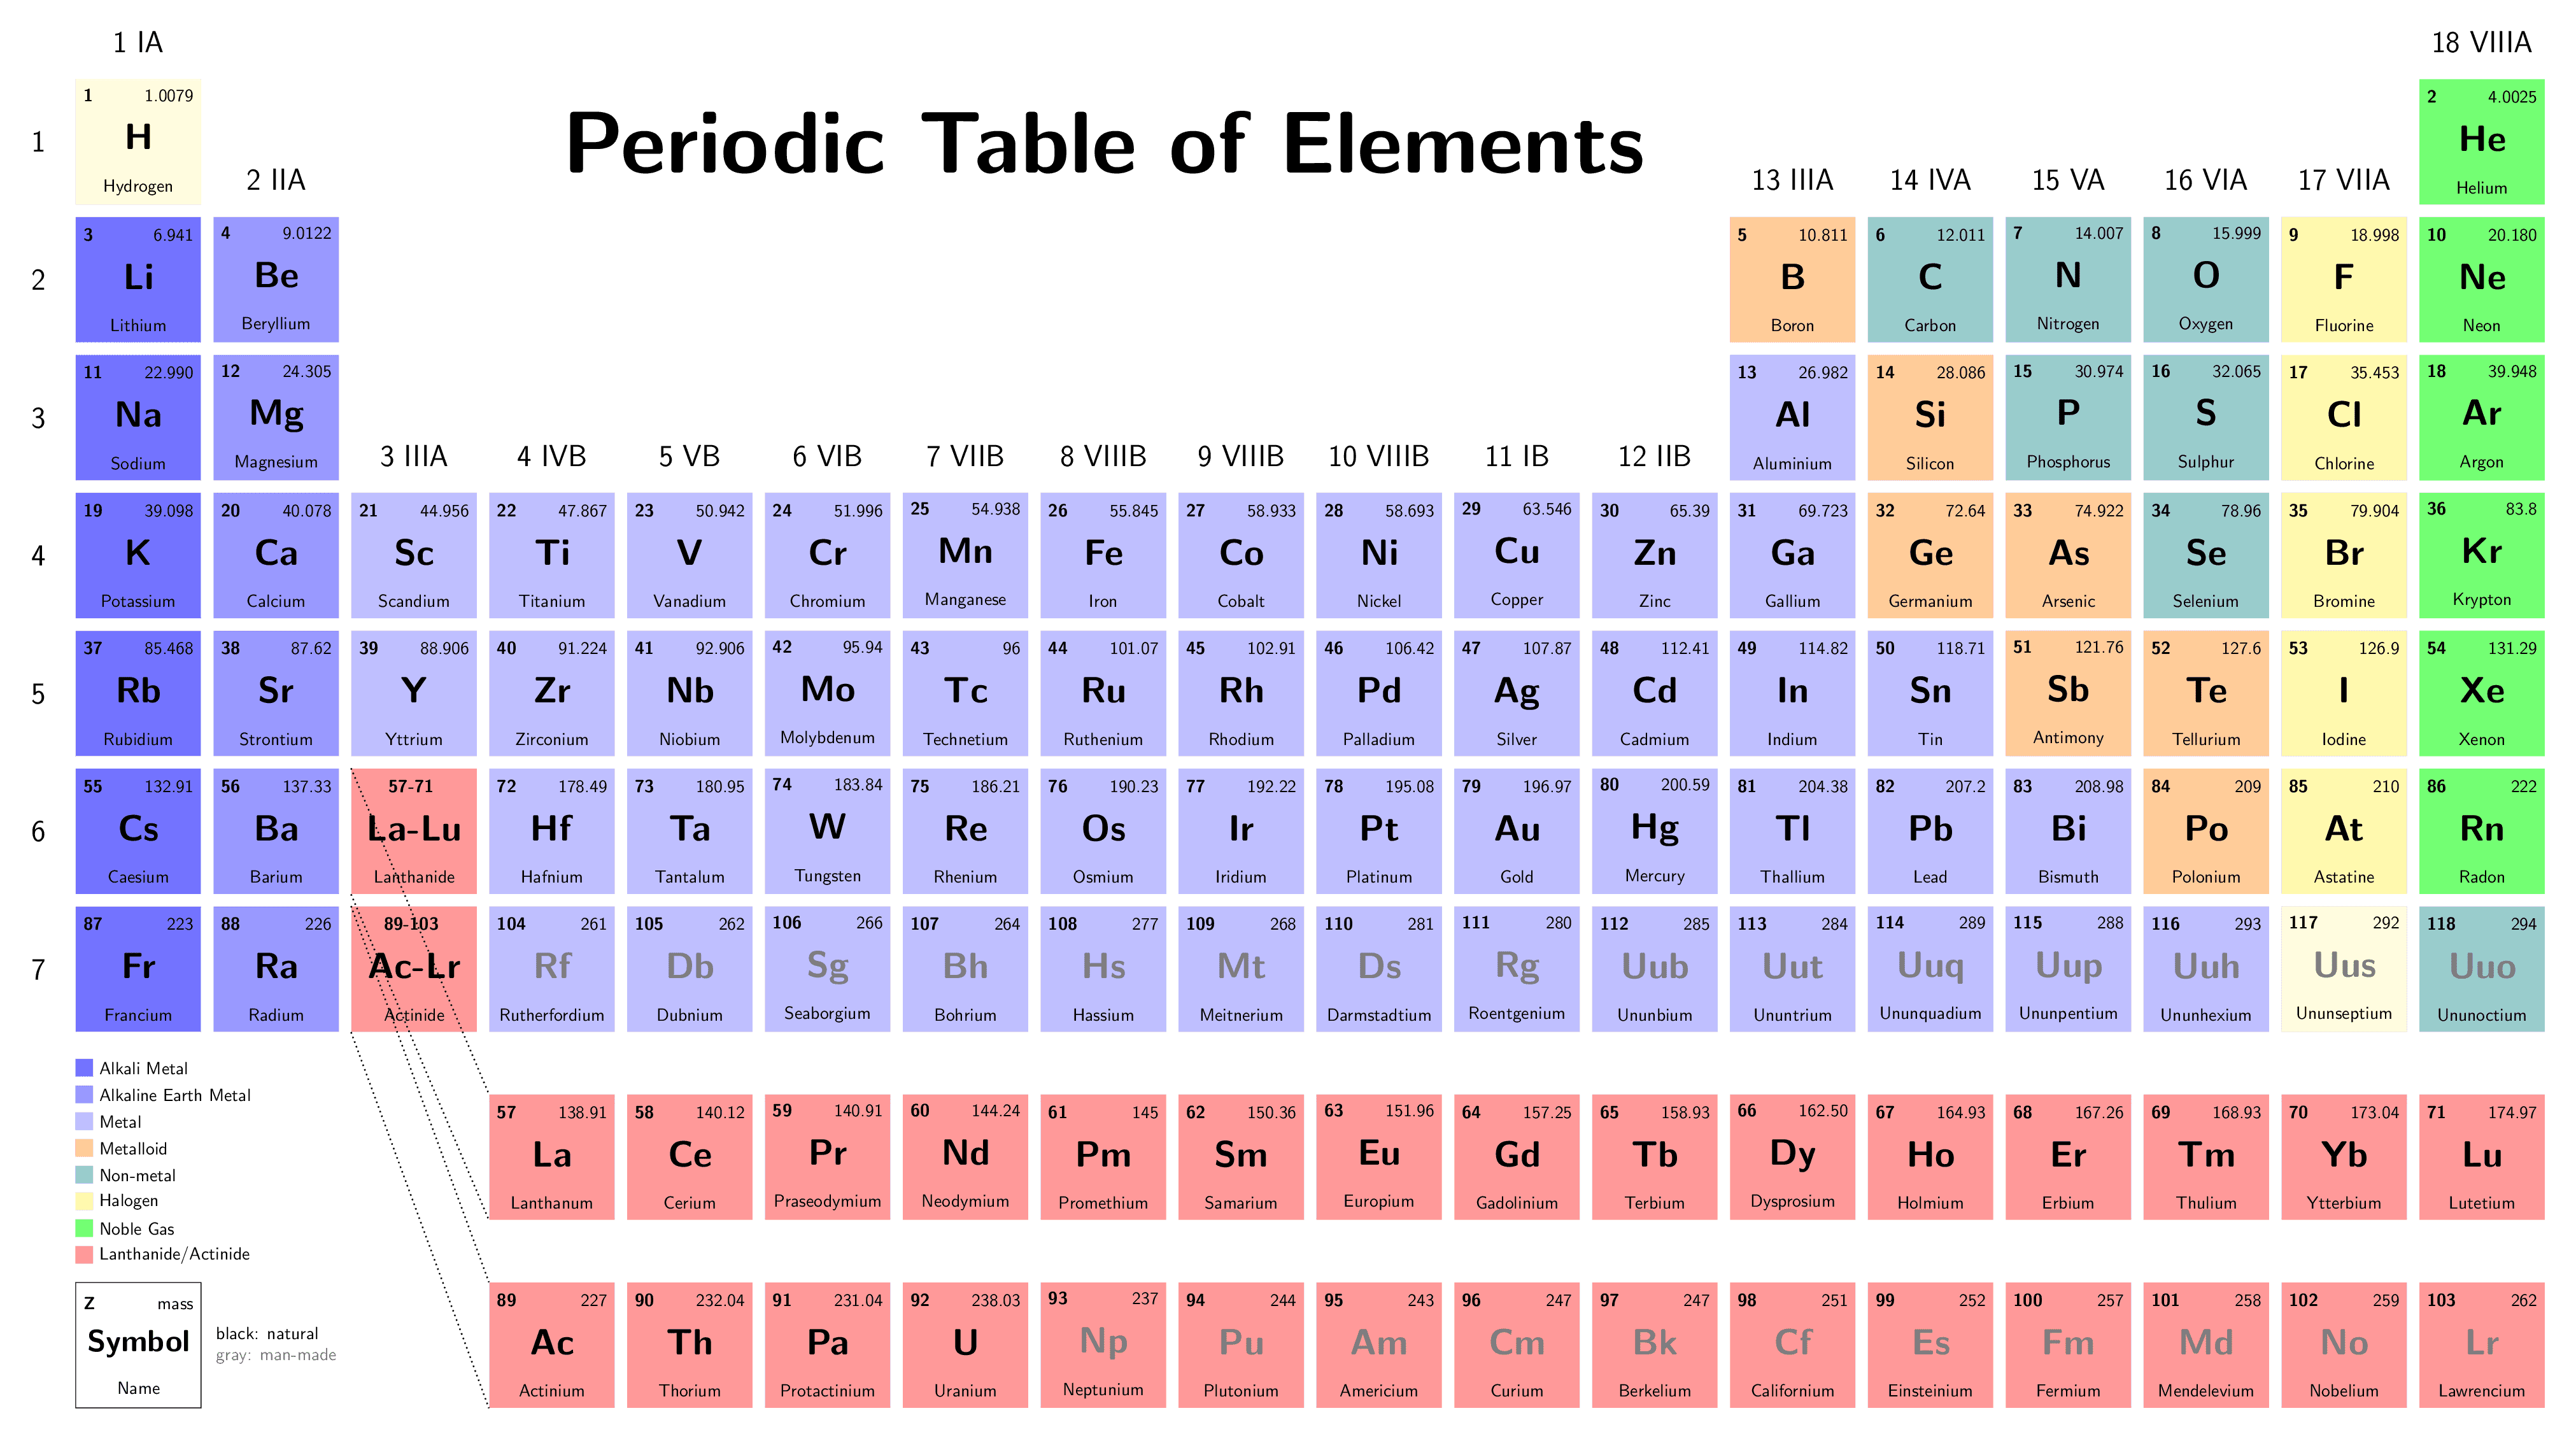 1 IA
18 VIIIA
Periodic Table of Elements
1
1 1.0079
H
Hydrogen
2 4.0025
He
Helium
2 IIA
13 IIIA
14 IVA
15 VA
16 VIA
17 VIIA
2
3 6.941
Li
Lithium
4 9.0122
Be
Beryllium
5 10.811
B
Boron
6 12.011
C
Carbon
7 14.007
N
Nitrogen
8 15.999
O
Oxygen
9 18.998
F
Fluorine
10 20.180
Ne
Neon
3
11 22.990
Na
Sodium
12 24.305
Mg
Magnesium
13 26.982
Al
Aluminium
14 28.086
Si
Silicon
15 30.974
P
Phosphorus
16 32.065
S
Sulphur
17 35.453
Cl
Chlorine
18 39.948
Ar
Argon
3 IIIA
4 IVB
5 VB
6 VIB
7 VIIB
8 VIIIB
9 VIIIB
10 VIIIB
11 IB
12 IIB
4
19 39.098
K
Potassium
20 40.078
Ca
Calcium
21 44.956
Sc
Scandium
22 47.867
Ti
Titanium
23 50.942
V
Vanadium
24 51.996
Cr
Chromium
25 54.938
Mn
Manganese
26 55.845
Fe
Iron
27 58.933
Co
Cobalt
28 58.693
Ni
Nickel
29 63.546
Cu
Copper
30 65.39
Zn
Zinc
31 69.723
Ga
Gallium
32 72.64
Ge
Germanium
33 74.922
As
Arsenic
34 78.96
Se
Selenium
35 79.904
Br
Bromine
36 83.8
Kr
Krypton
5
37 85.468
Rb
Rubidium
38 87.62
Sr
Strontium
39 88.906
Y
Yttrium
40 91.224
Zr
Zirconium
41 92.906
Nb
Niobium
42 95.94
Mo
Molybdenum
43 96
Tc
Technetium
44 101.07
Ru
Ruthenium
45 102.91
Rh
Rhodium
46 106.42
Pd
Palladium
47 107.87
Ag
Silver
48 112.41
Cd
Cadmium
49 114.82
In
Indium
50 118.71
Sn
Tin
51 121.76
Sb
Antimony
52 127.6
Te
Tellurium
53 126.9
I
Iodine
54 131.29
Xe
Xenon
6
55 132.91
Cs
Caesium
56 137.33
Ba
Barium
57-71
La-Lu
Lanthanide
72 178.49
Hf
Hafnium
73 180.95
Ta
Tantalum
74 183.84
W
Tungsten
75 186.21
Re
Rhenium
76 190.23
Os
Osmium
77 192.22
Ir
Iridium
78 195.08
Pt
Platinum
79 196.97
Au
Gold
80 200.59
Hg
Mercury
81 204.38
Tl
Thallium
82 207.2
Pb
Lead
83 208.98
Bi
Bismuth
84 209
Po
Polonium
85 210
At
Astatine
86 222
Rn
Radon
7
87 223
Fr
Francium
88 226
Ra
Radium
89-103
Ac-Lr
Actinide
104 261
Rf
Rutherfordium
105 262
Db
Dubnium
106 266
Sg
Seaborgium
107 264
Bh
Bohrium
108 277
Hs
Hassium
109 268
Mt
Meitnerium
110 281
Ds
Darmstadtium
111 280
Rg
Roentgenium
112 285
Uub
Ununbium
113 284
Uut
Ununtrium
114 289
Uuq
Ununquadium
115 288
Uup
Ununpentium
116 293
Uuh
Ununhexium
117 292
Uus
Ununseptium
118 294
Uuo
Ununoctium
Alkali Metal
Alkaline Earth Metal
Metal
Metalloid
Non-metal
Halogen
Noble Gas
Lanthanide/Actinide
57 138.91
La
Lanthanum
58 140.12
Ce
Cerium
59 140.91
Pr
Praseodymium
60 144.24
Nd
Neodymium
61 145
Pm
Promethium
62 150.36
Sm
Samarium
63 151.96
Eu
Europium
64 157.25
Gd
Gadolinium
65 158.93
Tb
Terbium
66 162.50
Dy
Dysprosium
67 164.93
Ho
Holmium
68 167.26
Er
Erbium
69 168.93
Tm
Thulium
70 173.04
Yb
Ytterbium
71 174.97
Lu
Lutetium
Z mass
Symbol
Name
black: natural
gray: man-made
89 227
Ac
Actinium
90 232.04
Th
Thorium
91 231.04
Pa
Protactinium
92 238.03
U
Uranium
93 237
Np
Neptunium
94 244
Pu
Plutonium
95 243
Am
Americium
96 247
Cm
Curium
97 247
Bk
Berkelium
98 251
Cf
Californium
99 252
Es
Einsteinium
100 257
Fm
Fermium
101 258
Md
Mendelevium
102 259
No
Nobelium
103 262
Lr
Lawrencium